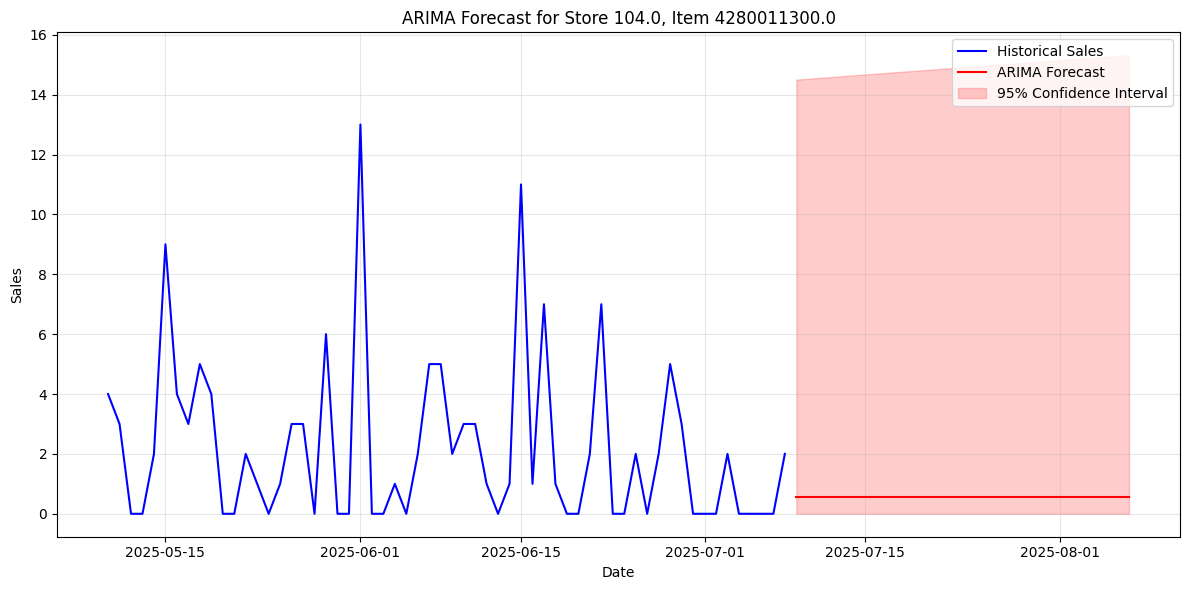 ARIMA Forecast for Store 104.0, Item 4280011300.0
Historical Sales
ARIMA Forecast
95% Confidence Interval
Sales
16
14
12
10
8
6
4
2
0
2025-05-15
2025-06-01
2025-06-15
2025-07-01
2025-07-15
2025-08-01
Date